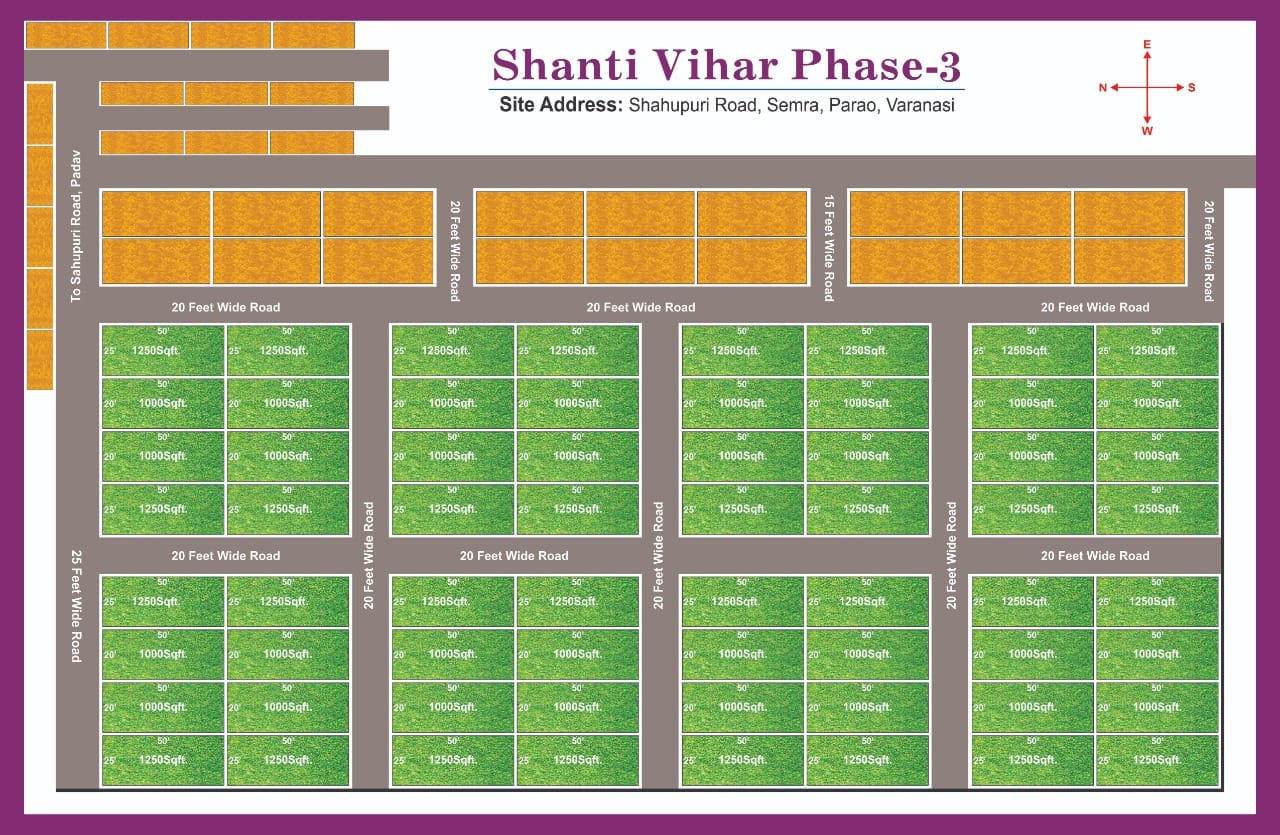 Shanti Vihar Phase-3
Site Address: Shahupuri Road, Semra, Parao, Varanasi
E
N S
W
To Sahupuri Road, Padav
20 Feet Wide Road
15 Feet Wide Road
20 Feet Wide Road
20 Feet Wide Road 20 Feet Wide Road 20 Feet Wide Road
50' 50' 50' 50' 50' 50' 50' 50'
25' 1250Sqft. 25' 1250Sqft. 25' 1250Sqft. 25' 1250Sqft. 25' 1250Sqft. 25' 1250Sqft. 25' 1250Sqft. 25' 1250Sqft.
50' 50' 50' 50' 50' 50' 50' 50'
20' 1000Sqft. 20' 1000Sqft. 20' 1000Sqft. 20' 1000Sqft. 20' 1000Sqft. 20' 1000Sqft. 20' 1000Sqft. 20' 1000Sqft.
50' 50' 50' 50' 50' 50' 50' 50'
20' 1000Sqft. 20' 1000Sqft. 20' 1000Sqft. 20' 1000Sqft. 20' 1000Sqft. 20' 1000Sqft. 20' 1000Sqft. 20' 1000Sqft.
50' 50' 50' 50' 50' 50' 50' 50'
25' 1250Sqft. 25' 1250Sqft. 25' 1250Sqft. 25' 1250Sqft. 25' 1250Sqft. 25' 1250Sqft. 25' 1250Sqft. 25' 1250Sqft.
25 Feet Wide Road
20 Feet Wide Road
20 Feet Wide Road
20 Feet Wide Road
20 Feet Wide Road 20 Feet Wide Road 20 Feet Wide Road
50' 50' 50' 50' 50' 50' 50' 50'
25' 1250Sqft. 25' 1250Sqft. 25' 1250Sqft. 25' 1250Sqft. 25' 1250Sqft. 25' 1250Sqft. 25' 1250Sqft. 25' 1250Sqft.
50' 50' 50' 50' 50' 50' 50' 50'
20' 1000Sqft. 20' 1000Sqft. 20' 1000Sqft. 20' 1000Sqft. 20' 1000Sqft. 20' 1000Sqft. 20' 1000Sqft. 20' 1000Sqft.
50' 50' 50' 50' 50' 50' 50' 50'
20' 1000Sqft. 20' 1000Sqft. 20' 1000Sqft. 20' 1000Sqft. 20' 1000Sqft. 20' 1000Sqft. 20' 1000Sqft. 20' 1000Sqft.
50' 50' 50' 50' 50' 50' 50' 50'
25' 1250Sqft. 25' 1250Sqft. 25' 1250Sqft. 25' 1250Sqft. 25' 1250Sqft. 25' 1250Sqft. 25' 1250Sqft. 25' 1250Sqft.